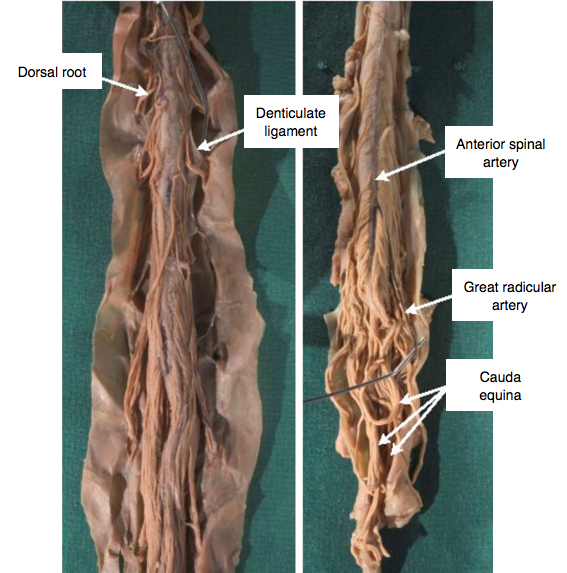 Dorsal root
Denticulate
ligament
Anterior spinal
artery
Great radicular
artery
Cauda
equina